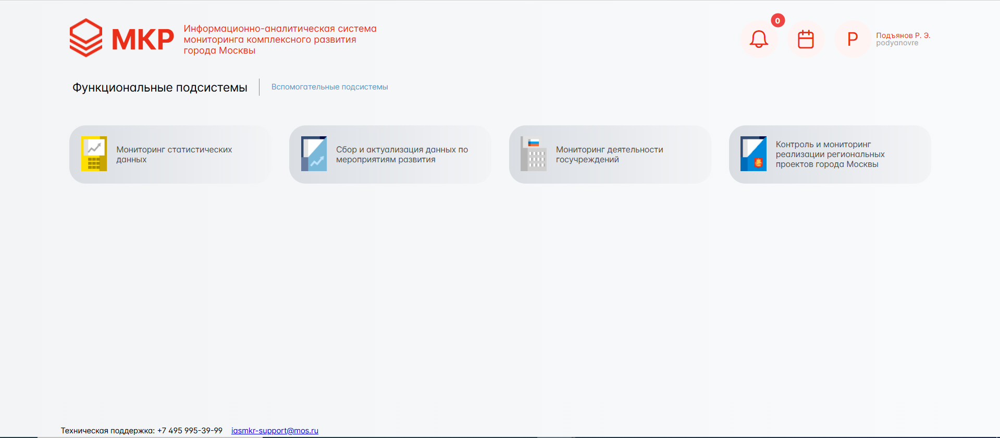 МКР
Информационно-аналитическая система
мониторинга комплексного развития
города Москвы
0
Р
Подъянов Р. Э.
podyanovre
Функциональные подсистемы
Вспомогательные подсистемы
Мониторинг статистических
данных
Сбор и актуализация данных по
мероприятиям развития
Мониторинг деятельности
госучреждений
Контроль и мониторинг
реализации региональных
проектов города Москвы
Техническая поддержка: +7 495 995-39-99 iasmkr-support@mos.ru